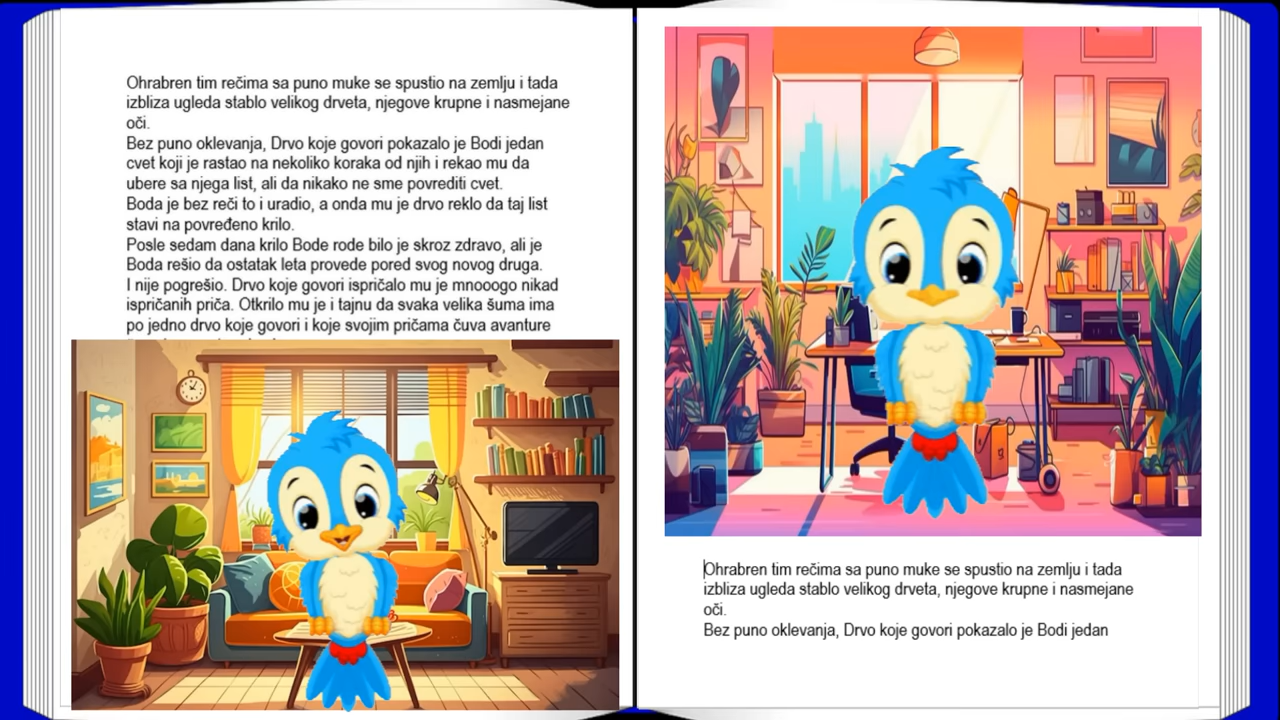 Ohrabren tim rečima sa puno muke se spustio na zemlju i tada
izbliza ugleda stablo velikog drveta, njegove krupne i nasmejane
oči.
Bez puno oklevanja, Drvo koje govori pokazalo je Bodi jedan
cvet koji je rastao na nekoliko koraka od njih i rekao mu da
ubere sa njega list, ali da nikako ne sme povrediti cvet.
Boda je bez reči to i uradio, a onda mu je drvo reklo da taj list
stavi na povređeno krilo.
Posle sedam dana krilo Bode rode bilo je skroz zdravo, ali je
Boda rešio da ostatak leta provede pored svog novog druga.
I nije pogrešio. Drvo koje govori ispričalo mu je mnooogo nikad
ispričanih priča. Otkrilo mu je i tajnu da svaka velika šuma ima
po jedno drvo koje govori i koje svojim pričama čuva avanture
Ohrabren tim rečima sa puno muke se spustio na zemlju i tada
izbliza ugleda stablo velikog drveta, njegove krupne i nasmejane
oči.
Bez puno oklevanja, Drvo koje govori pokazalo je Bodi jedan